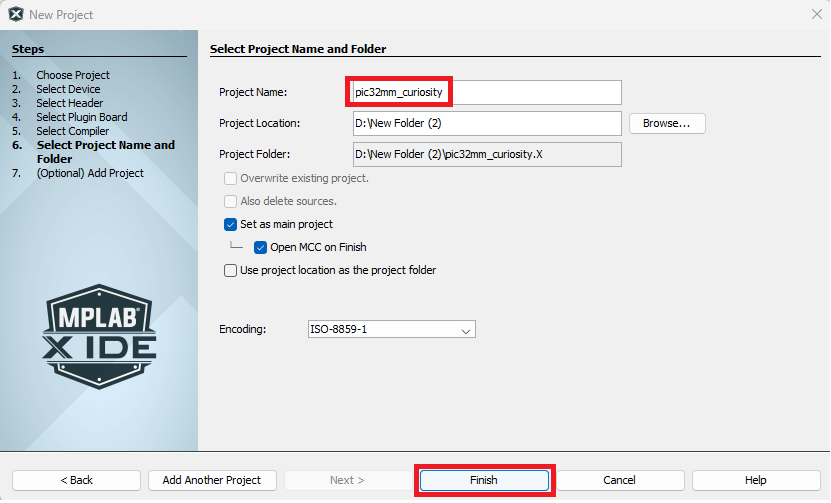 New Project
Steps
1. Choose Project
2. Select Device
3. Select Header
4. Select Plugin Board
5. Select Compiler
6. Select Project Name and
Folder
7. (Optional) Add Project
MPLAB®
X IDE
Select Project Name and Folder
Project Name: pic32mm_curiosity
Project Location: D:\New Folder (2) Browse...
Project Folder: D:\New Folder (2)\pic32mm_curiosity.X
Overwrite existing project.
Also delete sources.
Set as main project
Open MCC on Finish
Use project location as the project folder
Encoding: ISO-8859-1
< Back Add Another Project Next > Finish Cancel Help